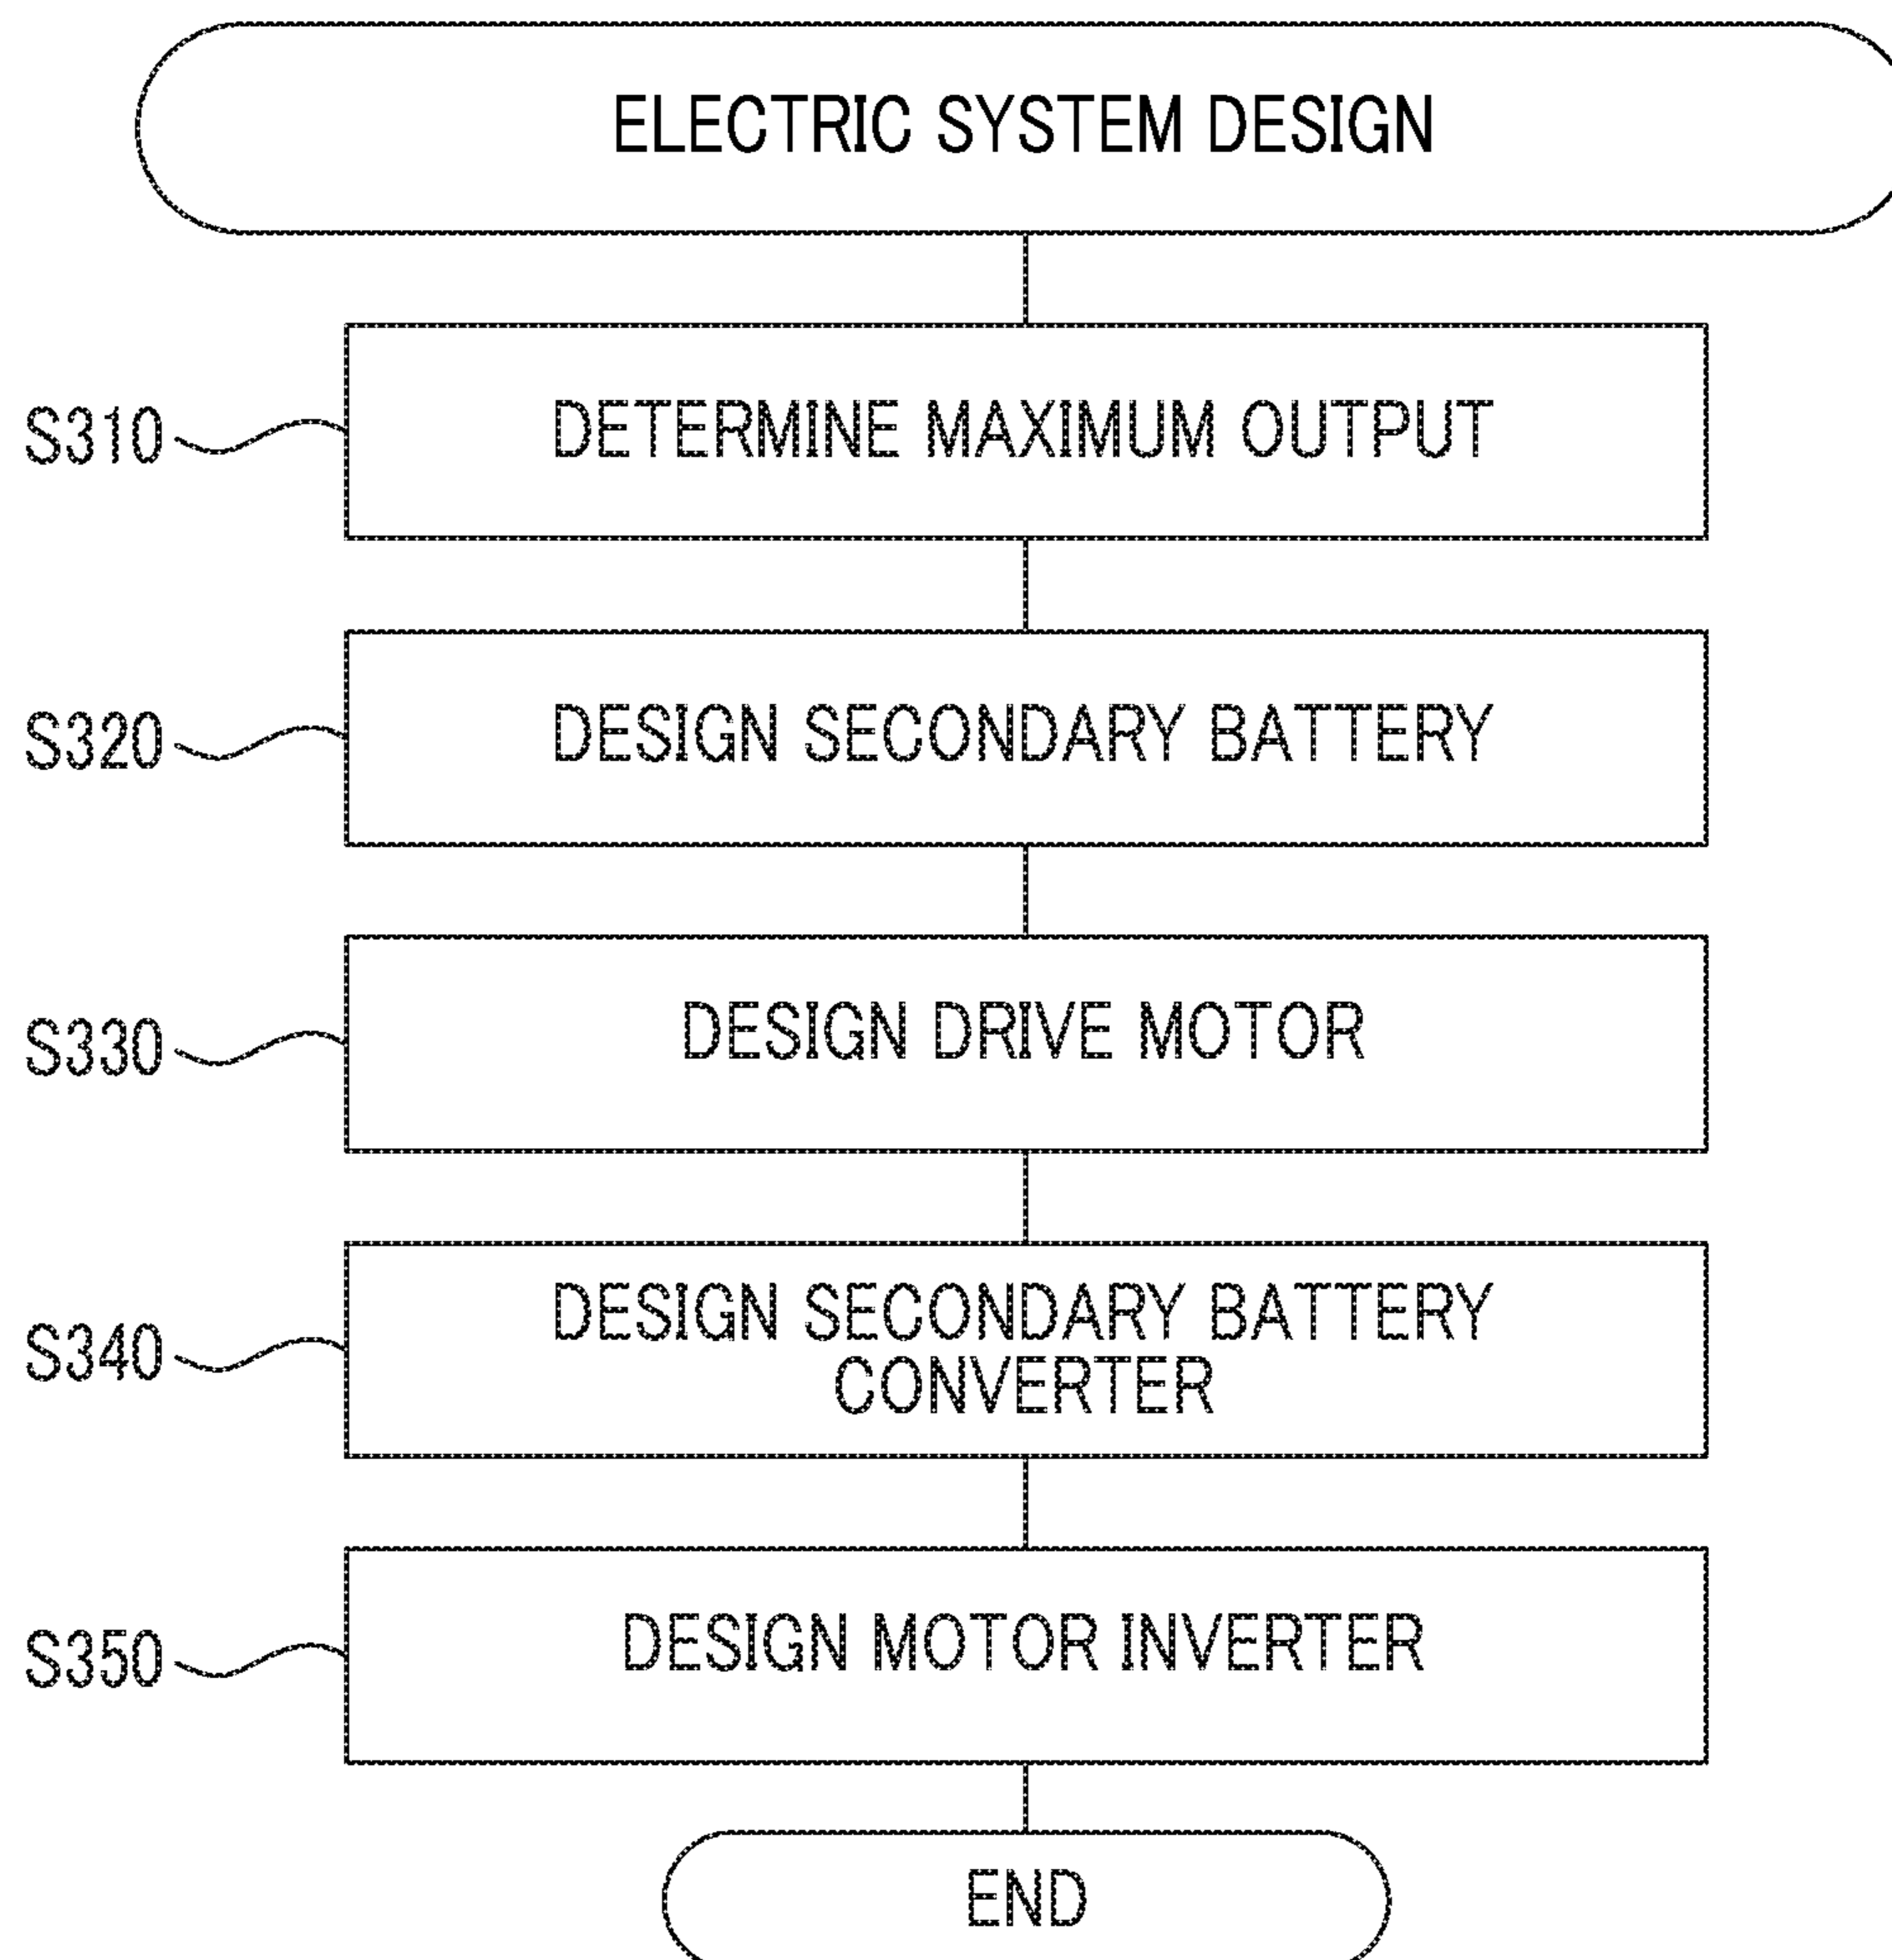 ELECTRIC SYSTEM DESIGN
S310
DETERMINE MAXIMUM OUTPUT
S320
DESIGN SECONDARY BATTERY
S330
DESIGN DRIVE MOTOR
S340
DESIGN SECONDARY BATTERY
CONVERTER
S350
DESIGN MOTOR INVERTER
END